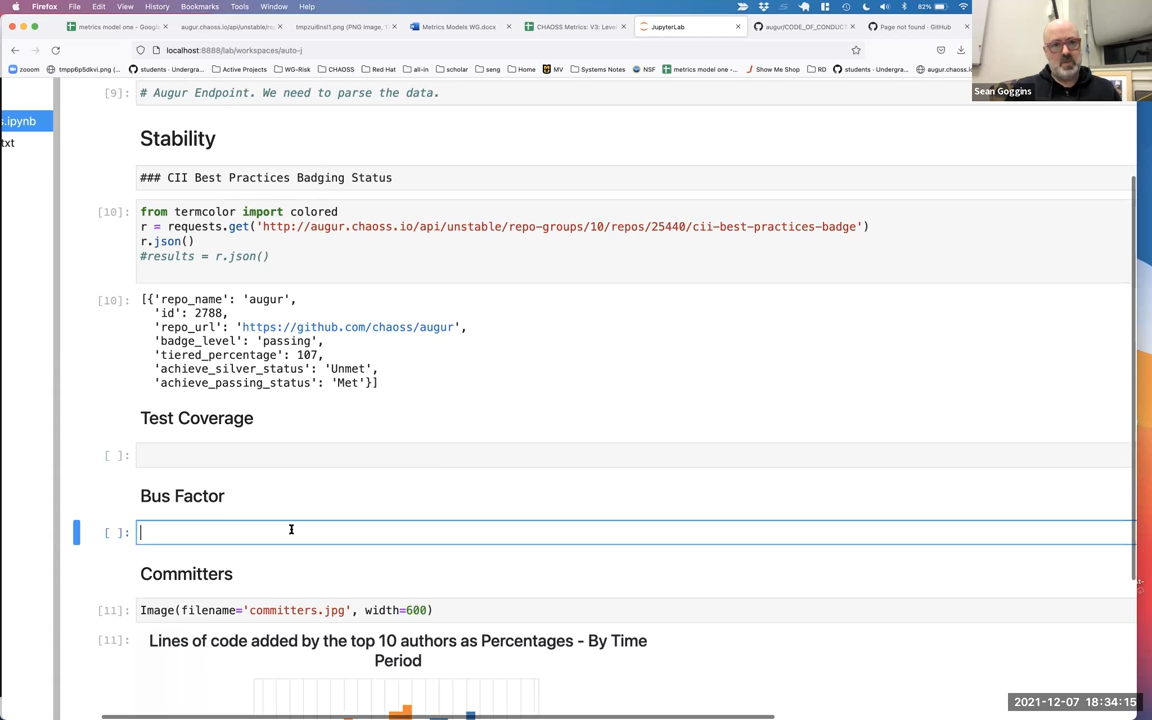 Firefox File Edit View History Bookmarks Tools Window Help 82%
metrics model one - Googl augur.chaoss.io/api/unstable/r tmpzuitlnsl1.png (PNG Image, Metrics Models WG.docx CHAOSS Metrics: V3: Leve JupyterLab augur/CODE_OF_CONDUCT Page not found · GitHub
localhost:8888/lab/workspaces/auto-j
zooom tmpp6p5dkvi.png (... students - Undergra... Active Projects WG-Risk CHAOSS Red Hat all-in scholar seng Home MV Systems Notes NSF metrics model one -... Show Me Shop RD students - Undergra... augur.chaoss.io
Sean Goggins
s.ipynb
txt
[9]: # Augur Endpoint. We need to parse the data.
Stability
### CII Best Practices Badging Status
[10]: from termcolor import colored
r = requests.get('http://augur.chaoss.io/api/unstable/repo-groups/10/repos/25440/cii-best-practices-badge')
r.json()
#results = r.json()
[10]: [{'repo_name': 'augur',
'id': 2788,
'repo_url': 'https://github.com/chaoss/augur',
'badge_level': 'passing',
'tiered_percentage': 107,
'achieve_silver_status': 'Unmet',
'achieve_passing_status': 'Met'}]
Test Coverage
[ ]:
Bus Factor
[ ]:
Committers
[11]: Image(filename='committers.jpg', width=600)
[11]: Lines of code added by the top 10 authors as Percentages - By Time
Period
2021-12-07 18:34:15